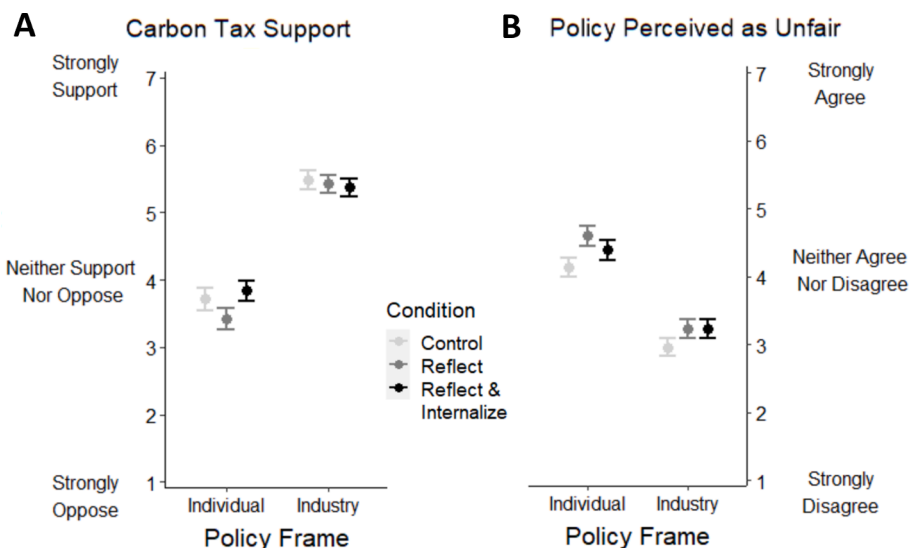 A
Carbon Tax Support
Strongly
Support
7
6
5
Neither Support
Nor Oppose
4
3
2
Strongly
Oppose
1
Individual
Industry
Policy Frame
Condition
Control
Reflect
Reflect &
Internalize
B
Policy Perceived as Unfair
7
Strongly
Agree
6
5
4
Neither Agree
Nor Disagree
3
2
1
Strongly
Disagree
Individual
Industry
Policy Frame